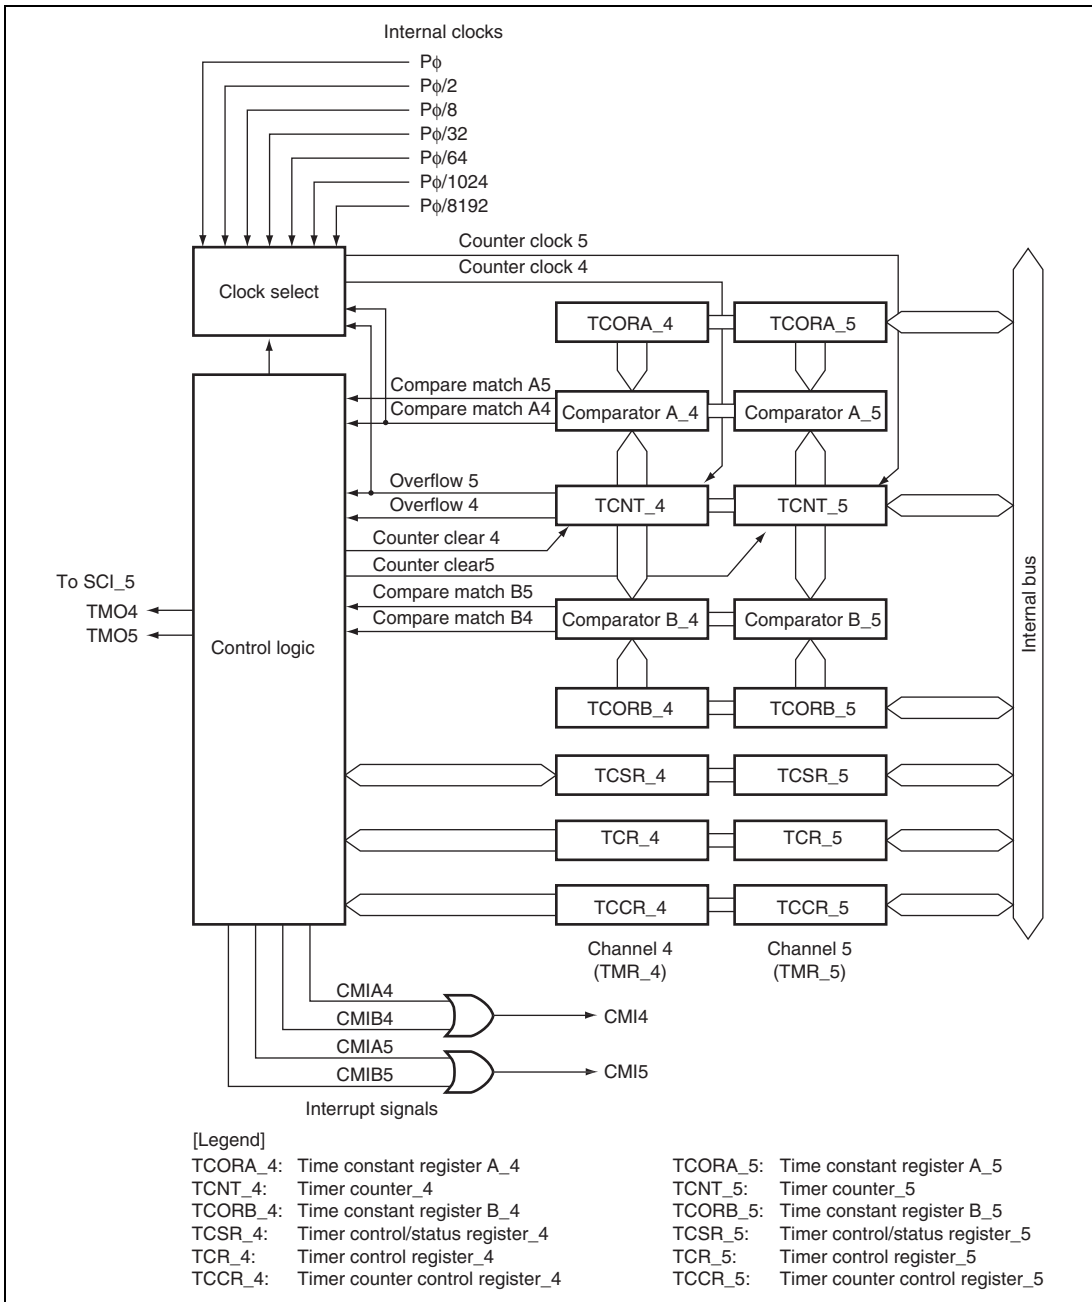 Internal clocks
Pϕ
Pϕ/2
Pϕ/8
Pϕ/32
Pϕ/64
Pϕ/1024
Pϕ/8192
Counter clock 5
Counter clock 4
Clock select
TCORA_4
TCORA_5
Compare match A5
Compare match A4
Comparator A_4
Comparator A_5
Overflow 5
Overflow 4
TCNT_4
TCNT_5
Counter clear 4
Counter clear5
To SCI_5
TMO4
TMO5
Compare match B5
Compare match B4
Comparator B_4
Comparator B_5
Control logic
Internal bus
TCORB_4
TCORB_5
TCSR_4
TCSR_5
TCR_4
TCR_5
TCCR_4
TCCR_5
Channel 4
(TMR_4)
Channel 5
(TMR_5)
CMIA4
CMIB4
CMI4
CMIA5
CMIB5
CMI5
Interrupt signals
[Legend]
TCORA_4: Time constant register A_4
TCNT_4: Timer counter_4
TCORB_4: Time constant register B_4
TCSR_4: Timer control/status register_4
TCR_4: Timer control register_4
TCCR_4: Timer counter control register_4
TCORA_5: Time constant register A_5
TCNT_5: Timer counter_5
TCORB_5: Time constant register B_5
TCSR_5: Timer control/status register_5
TCR_5: Timer control register_5
TCCR_5: Timer counter control register_5